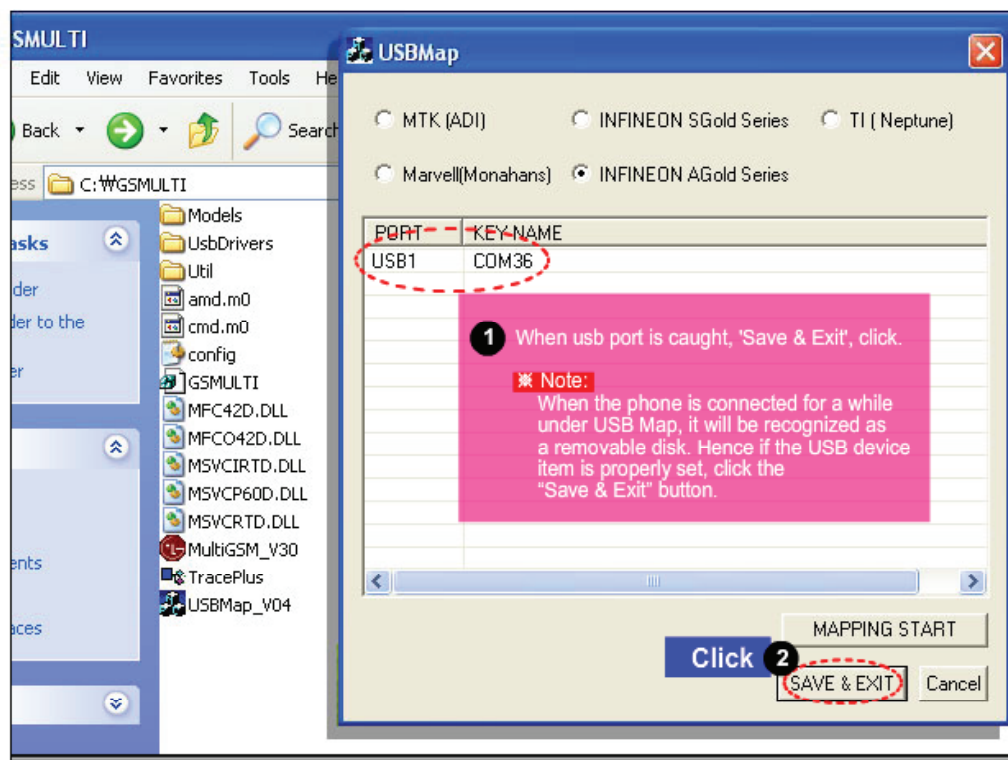 SMULTI
Edit View Favorites Tools He
Back
Search
ess C:₩GSMULTI
asks
der
der to the
er
ents
aces
Models
UsbDrivers
Util
amd.m0
cmd.m0
config
GSMULTI
MFC42D.DLL
MFCO42D.DLL
MSVCIRTD.DLL
MSVCP60D.DLL
MSVCRTD.DLL
MultiGSM_V30
TracePlus
USBMap_V04
USBMap
MTK (ADI) INFINEON SGold Series TI ( Neptune)
Marvell(Monahans) INFINEON AGold Series
PORT KEY-NAME
USB1 COM36
1 When usb port is caught, 'Save & Exit', click.
※ Note:
When the phone is connected for a while
under USB Map, it will be recognized as
a removable disk. Hence if the USB device
item is properly set, click the
“Save & Exit” button.
MAPPING START
Click 2
SAVE & EXIT Cancel